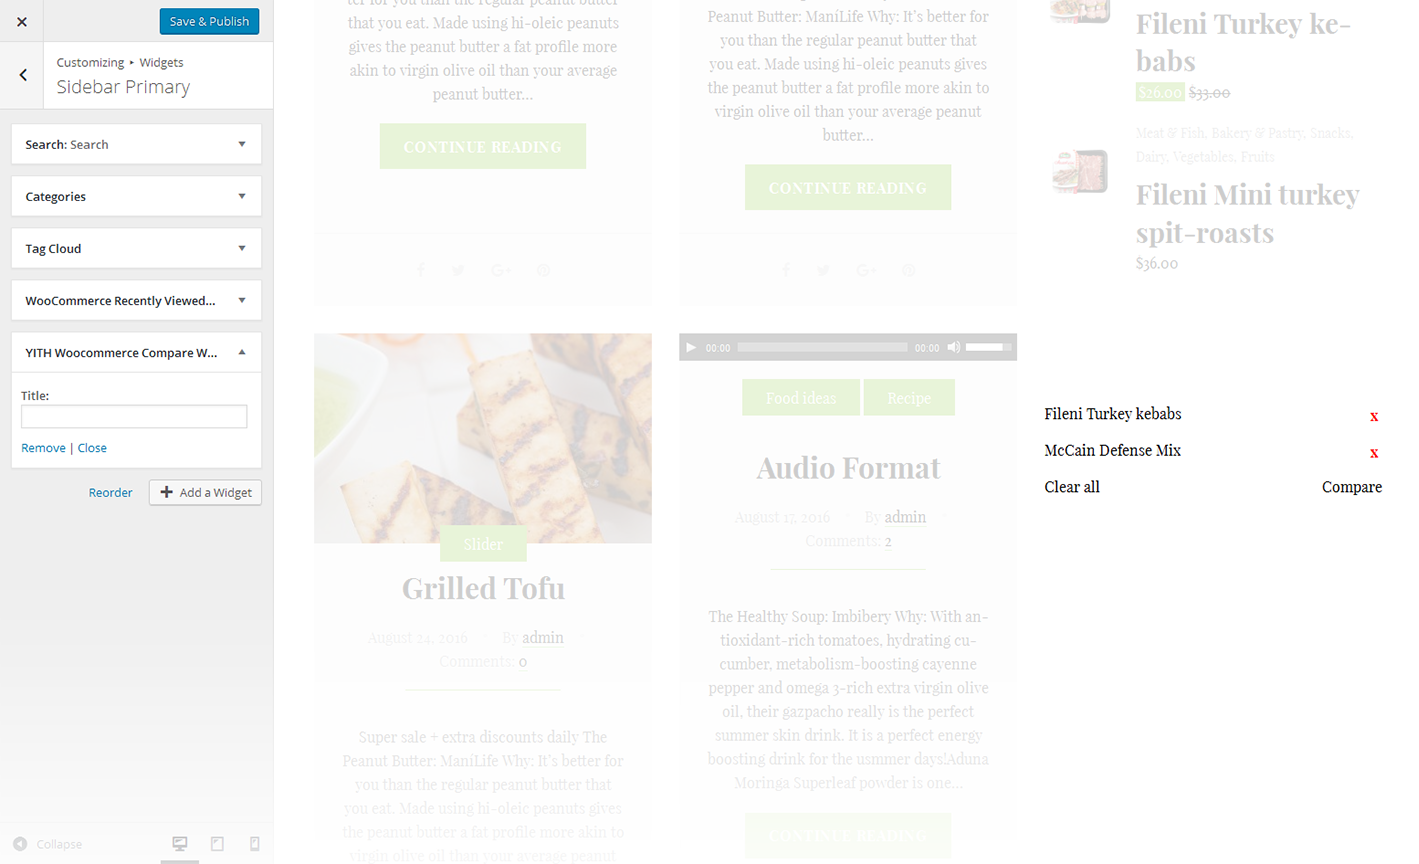 Save & Publish
Customizing ▸ Widgets
Sidebar Primary
Search: Search
Categories
Tag Cloud
WooCommerce Recently Viewed...
YITH Woocommerce Compare W...
Title:
Remove | Close
Reorder
Add a Widget
Collapse
ter for you than the regular peanut butter
that you eat. Made using hi-oleic peanuts
gives the peanut butter a fat profile more
akin to virgin olive oil than your average
peanut butter...
CONTINUE READING
Slider
Grilled Tofu
August 24, 2016 By admin
Comments: 0
Super sale + extra discounts daily The
Peanut Butter: ManíLife Why: It's better for
you than the regular peanut butter that
you eat. Made using hi-oleic peanuts gives
the peanut butter a fat profile more akin to
virgin olive oil than your average peanut
Peanut Butter: ManíLife Why: It's better for
you than the regular peanut butter that
you eat. Made using hi-oleic peanuts gives
the peanut butter a fat profile more akin to
virgin olive oil than your average peanut
butter...
CONTINUE READING
00:00 00:00
Food ideas Recipe
Audio Format
August 17, 2016 By admin
Comments: 2
The Healthy Soup: Imbibery Why: With an-
tioxidant-rich tomatoes, hydrating cu-
cumber, metabolism-boosting cayenne
pepper and omega 3-rich extra virgin olive
oil, their gazpacho really is the perfect
summer skin drink. It is a perfect energy
boosting drink for the usmmer days!Aduna
Moringa Superleaf powder is one...
CONTINUE READING
Fileni Turkey ke-
babs
$26.00 $33.00
Meat & Fish, Bakery & Pastry, Snacks,
Dairy, Vegetables, Fruits
Fileni Mini turkey
spit-roasts
$36.00
Fileni Turkey kebabs x
McCain Defense Mix x
Clear all Compare